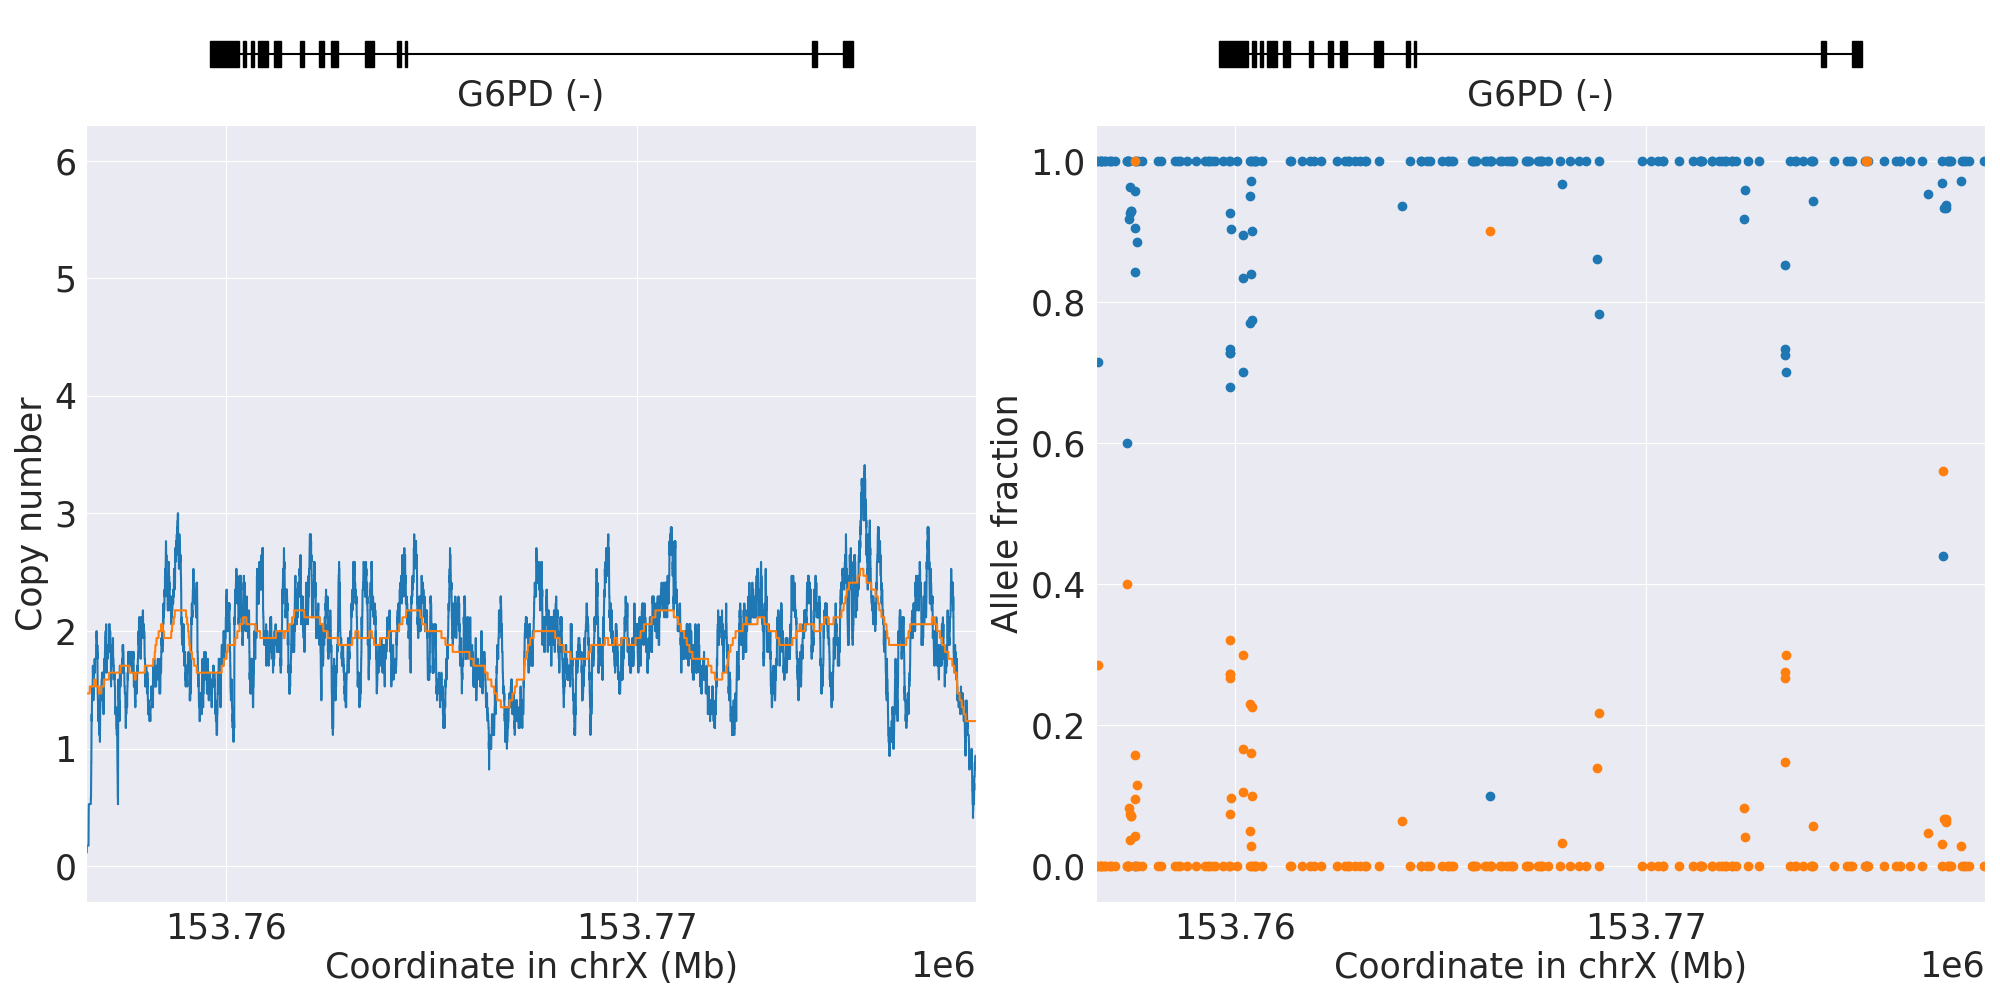 G6PD (-)
6
5
4
3
2
1
0
Copy number
153.76
153.77
Coordinate in chrX (Mb)
1e6
G6PD (-)
1.0
0.8
0.6
0.4
0.2
0.0
Allele fraction
153.76
153.77
Coordinate in chrX (Mb)
1e6